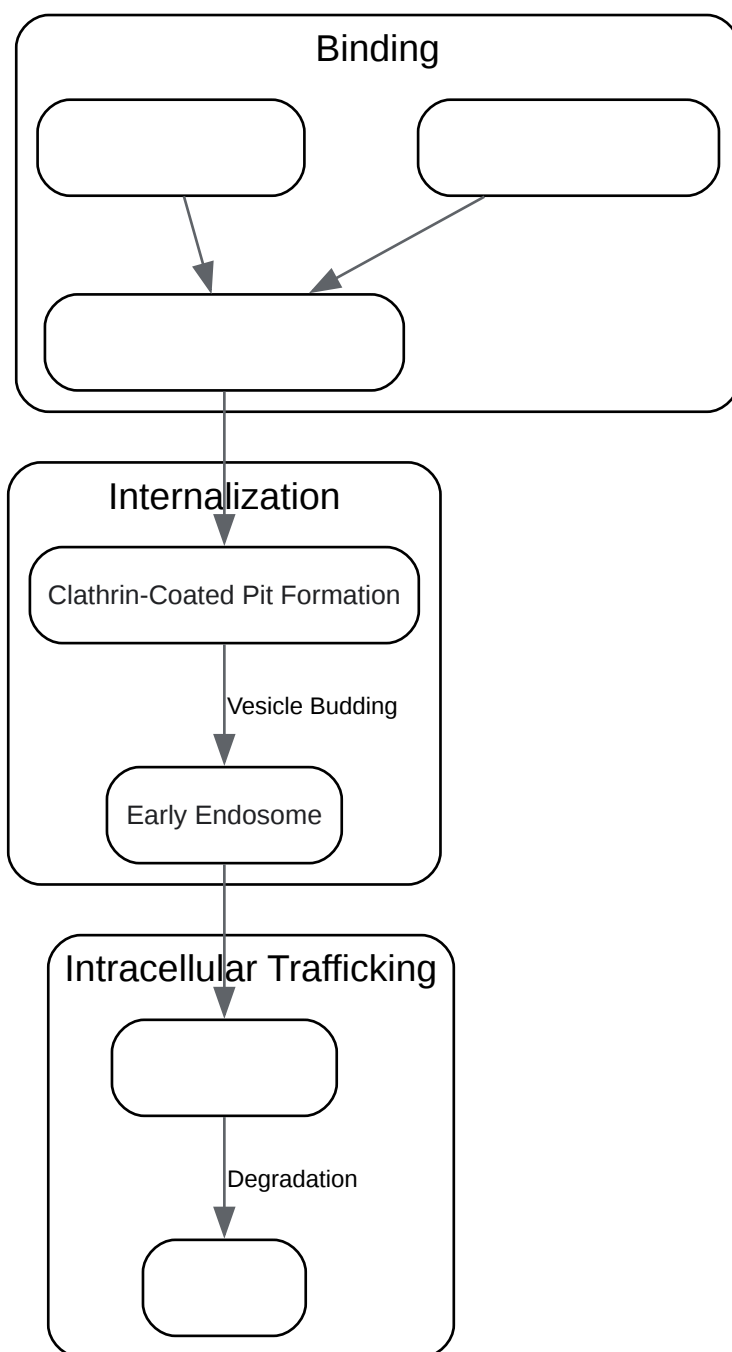 Binding
Internalization
Clathrin-Coated Pit Formation
Vesicle Budding
Early Endosome
Intracellular Trafficking
Degradation